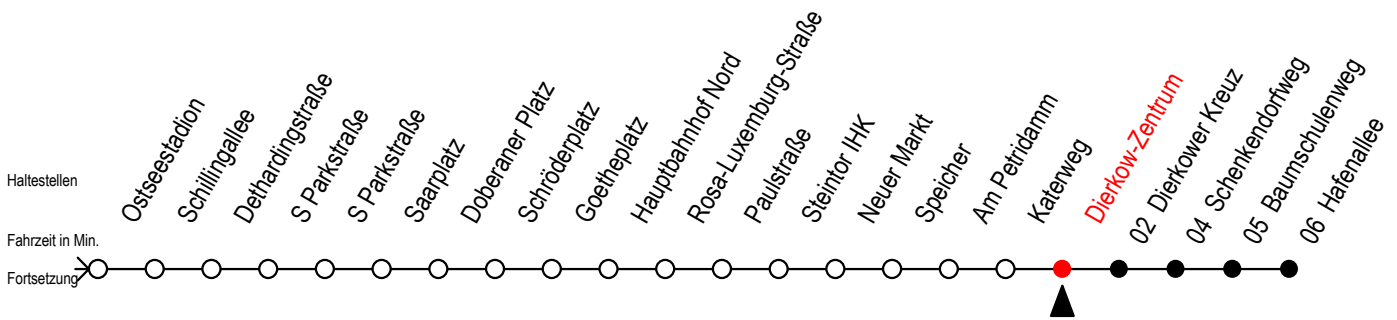 Haltestellen
Fahrzeit in Min.
Fortsetzung
Ostseestadion
Schillingallee
Dethardingstraße
S Parkstraße
S Parkstraße
Saarplatz
Doberaner Platz
Schröderplatz
Goetheplatz
Hauptbahnhof Nord
Rosa-Luxemburg-Straße
Paulstraße
Steintor IHK
Neuer Markt
Speicher
Am Petridamm
Katerweg
Dierkow-Zentrum
02 Dierkower Kreuz
04 Schenkendorfweg
05 Baumschulenweg
06 Hafenallee